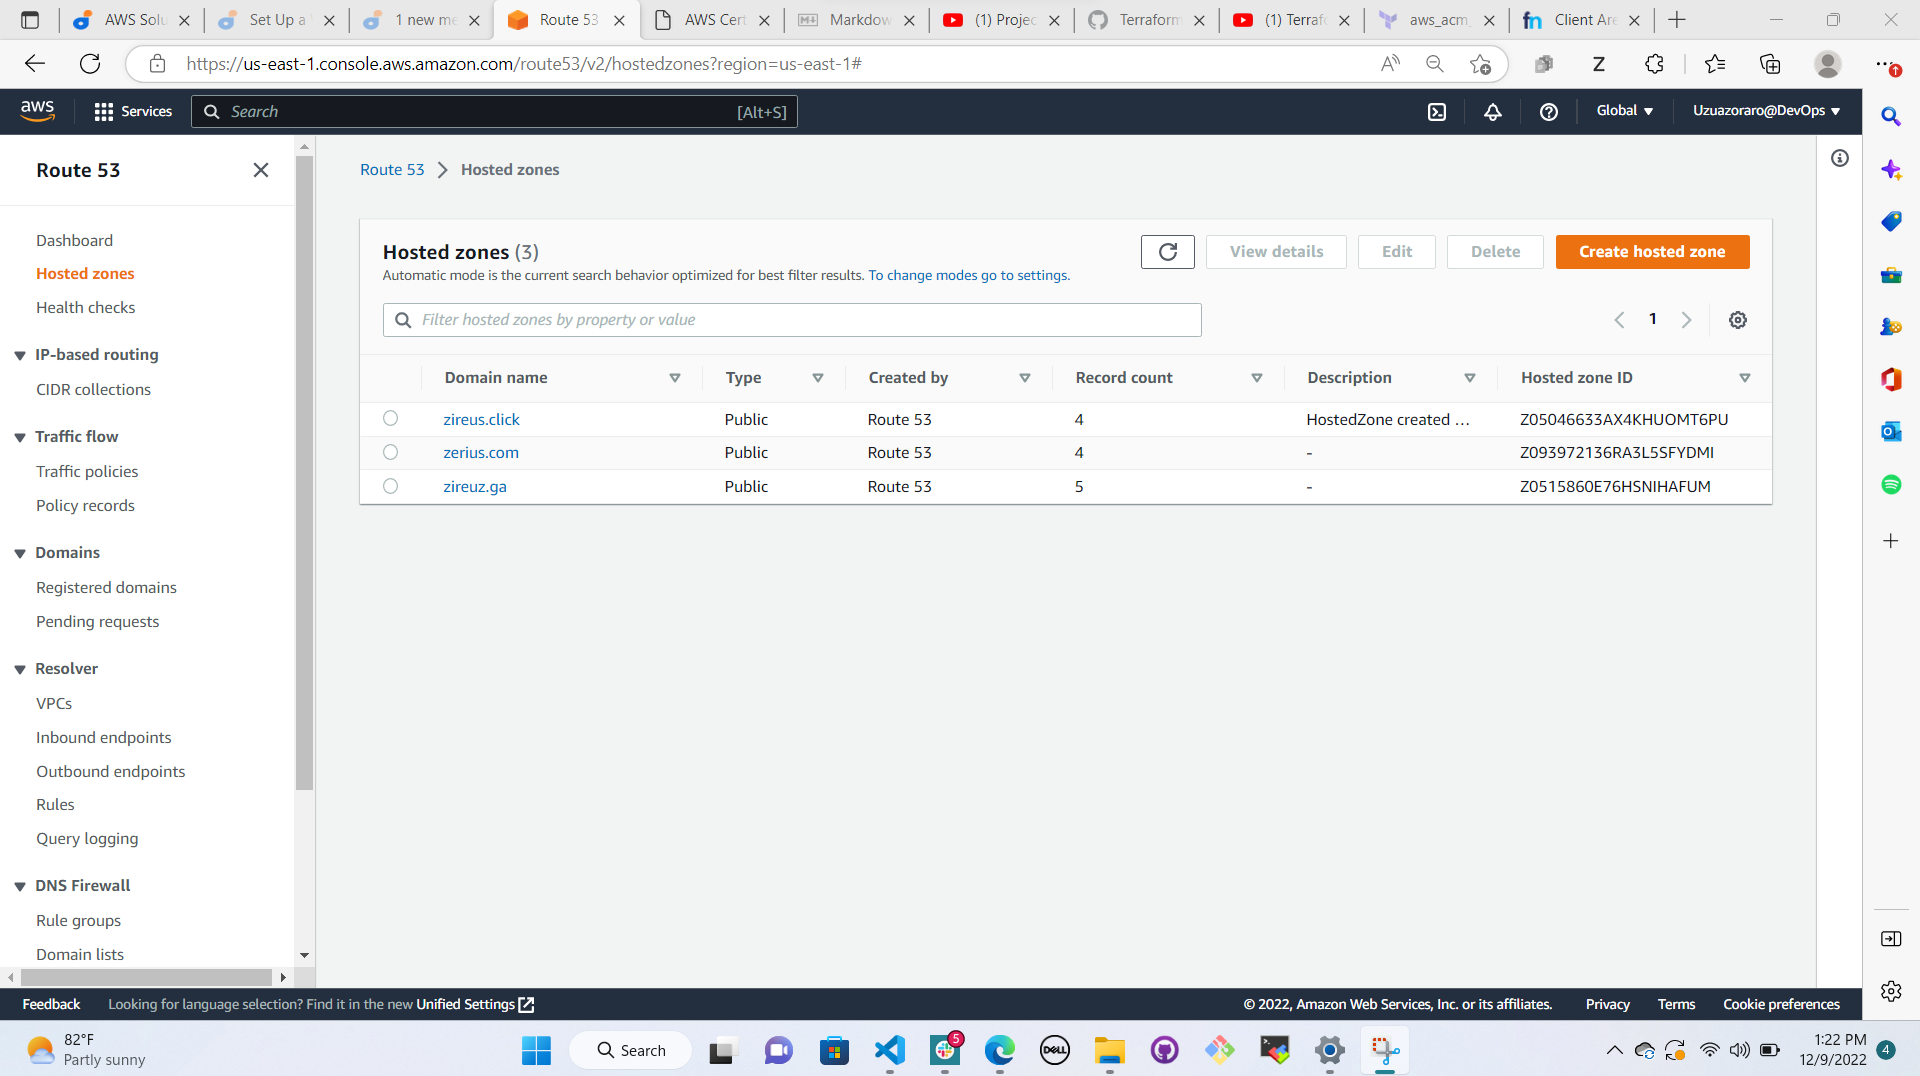 AWS Solu
Set Up a
1 new me
Route 53
AWS Cert
Markdow
(1) Projec
Terraform
(1) Terrafo
aws_acm_
Client Are
https://us-east-1.console.aws.amazon.com/route53/v2/hostedzones?region=us-east-1#
aws
Services
Search
[Alt+S]
Global
Uzuazoraro@DevOps
Route 53
Dashboard
Hosted zones
Health checks
IP-based routing
CIDR collections
Traffic flow
Traffic policies
Policy records
Domains
Registered domains
Pending requests
Resolver
VPCs
Inbound endpoints
Outbound endpoints
Rules
Query logging
DNS Firewall
Rule groups
Domain lists
Route 53 > Hosted zones
Hosted zones (3)
Automatic mode is the current search behavior optimized for best filter results. To change modes go to settings.
View details
Edit
Delete
Create hosted zone
Filter hosted zones by property or value
1
Domain name Type Created by Record count Description Hosted zone ID
zireus.click Public Route 53 4 HostedZone created ... Z05046633AX4KHUOMT6PU
zerius.com Public Route 53 4 - Z093972136RA3L5SFYDMI
zireuz.ga Public Route 53 5 - Z0515860E76HSNIHAFUM
Feedback
Looking for language selection? Find it in the new Unified Settings
© 2022, Amazon Web Services, Inc. or its affiliates.
Privacy
Terms
Cookie preferences
82°F
Partly sunny
Search
5
DELL
1:22 PM
12/9/2022
4